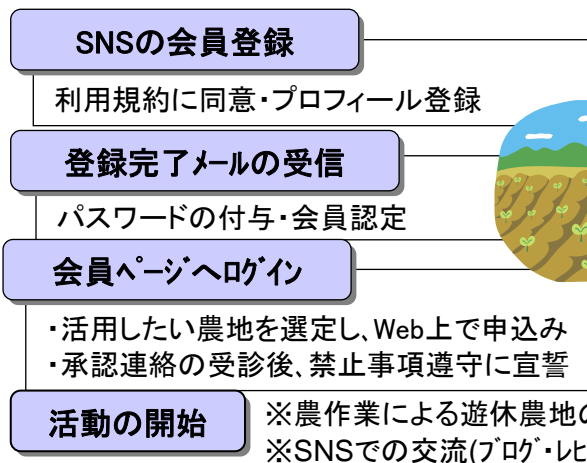 SNSの会員登録
利用規約に同意・プロフィール登録
登録完了ﾒｰﾙの受信
パスワードの付与・会員認定
会員ﾍﾟｰｼﾞへﾛｸﾞｲﾝ
・活用したい農地を選定し、Web上で申込み
・承認連絡の受診後、禁止事項遵守に宣誓
活動の開始
※農作業による遊休農地の
※SNSでの交流(ﾌﾞﾛｸﾞ・ﾚﾋ